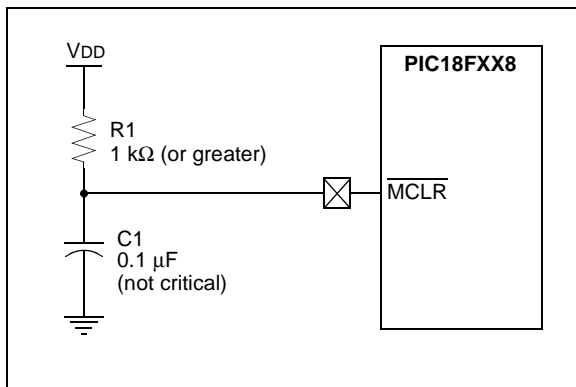 VDD
PIC18FXX8
R1
1 kΩ (or greater)
MCLR
C1
0.1 μF
(not critical)